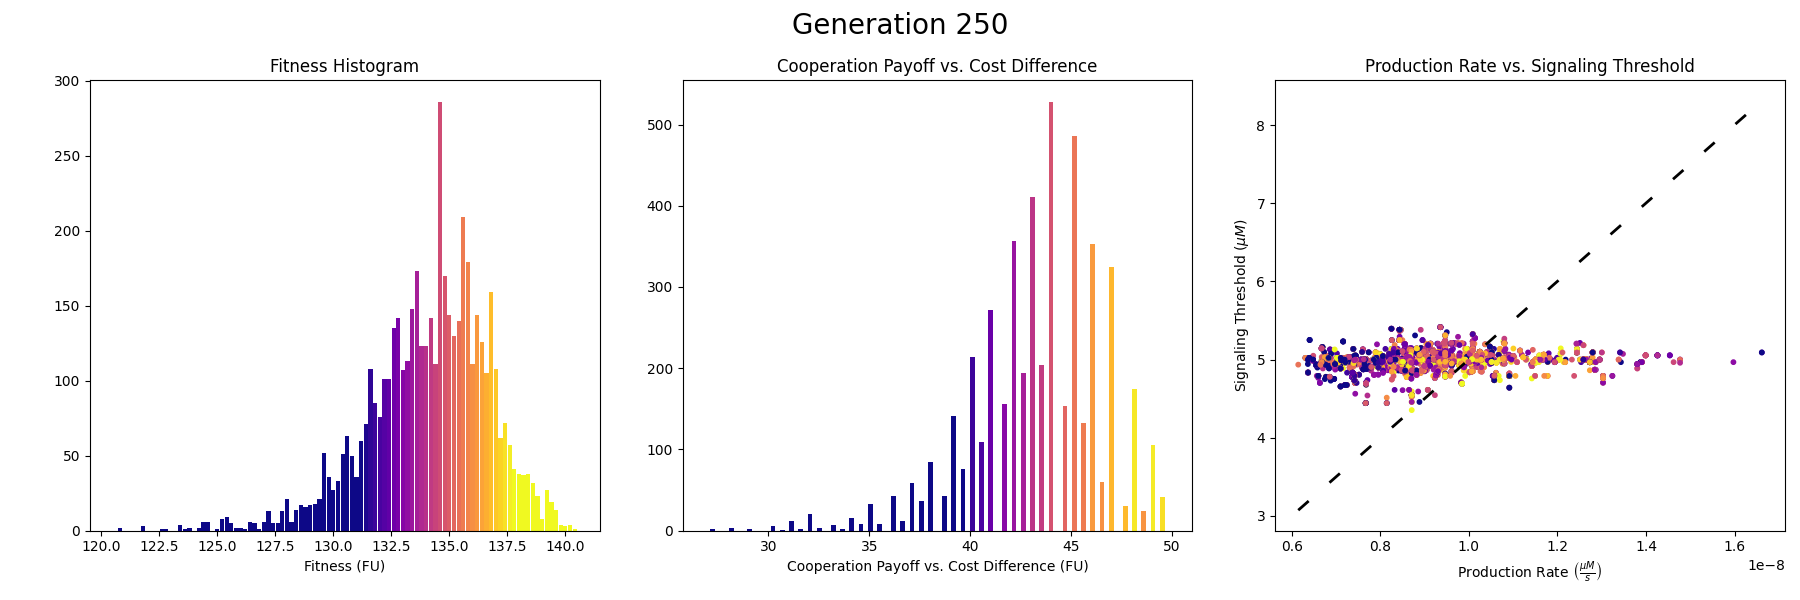 Generation 250
Fitness Histogram
300
250
200
150
100
50
0
120.0 122.5 125.0 127.5 130.0 132.5 135.0 137.5 140.0
Fitness (FU)
Cooperation Payoff vs. Cost Difference
500
400
300
200
100
0
30 35 40 45 50
Cooperation Payoff vs. Cost Difference (FU)
Production Rate vs. Signaling Threshold
Signaling Threshold (μM)
8
7
6
5
4
3
0.6 0.8 1.0 1.2 1.4 1.6
1e−8
Production Rate (μM/s)